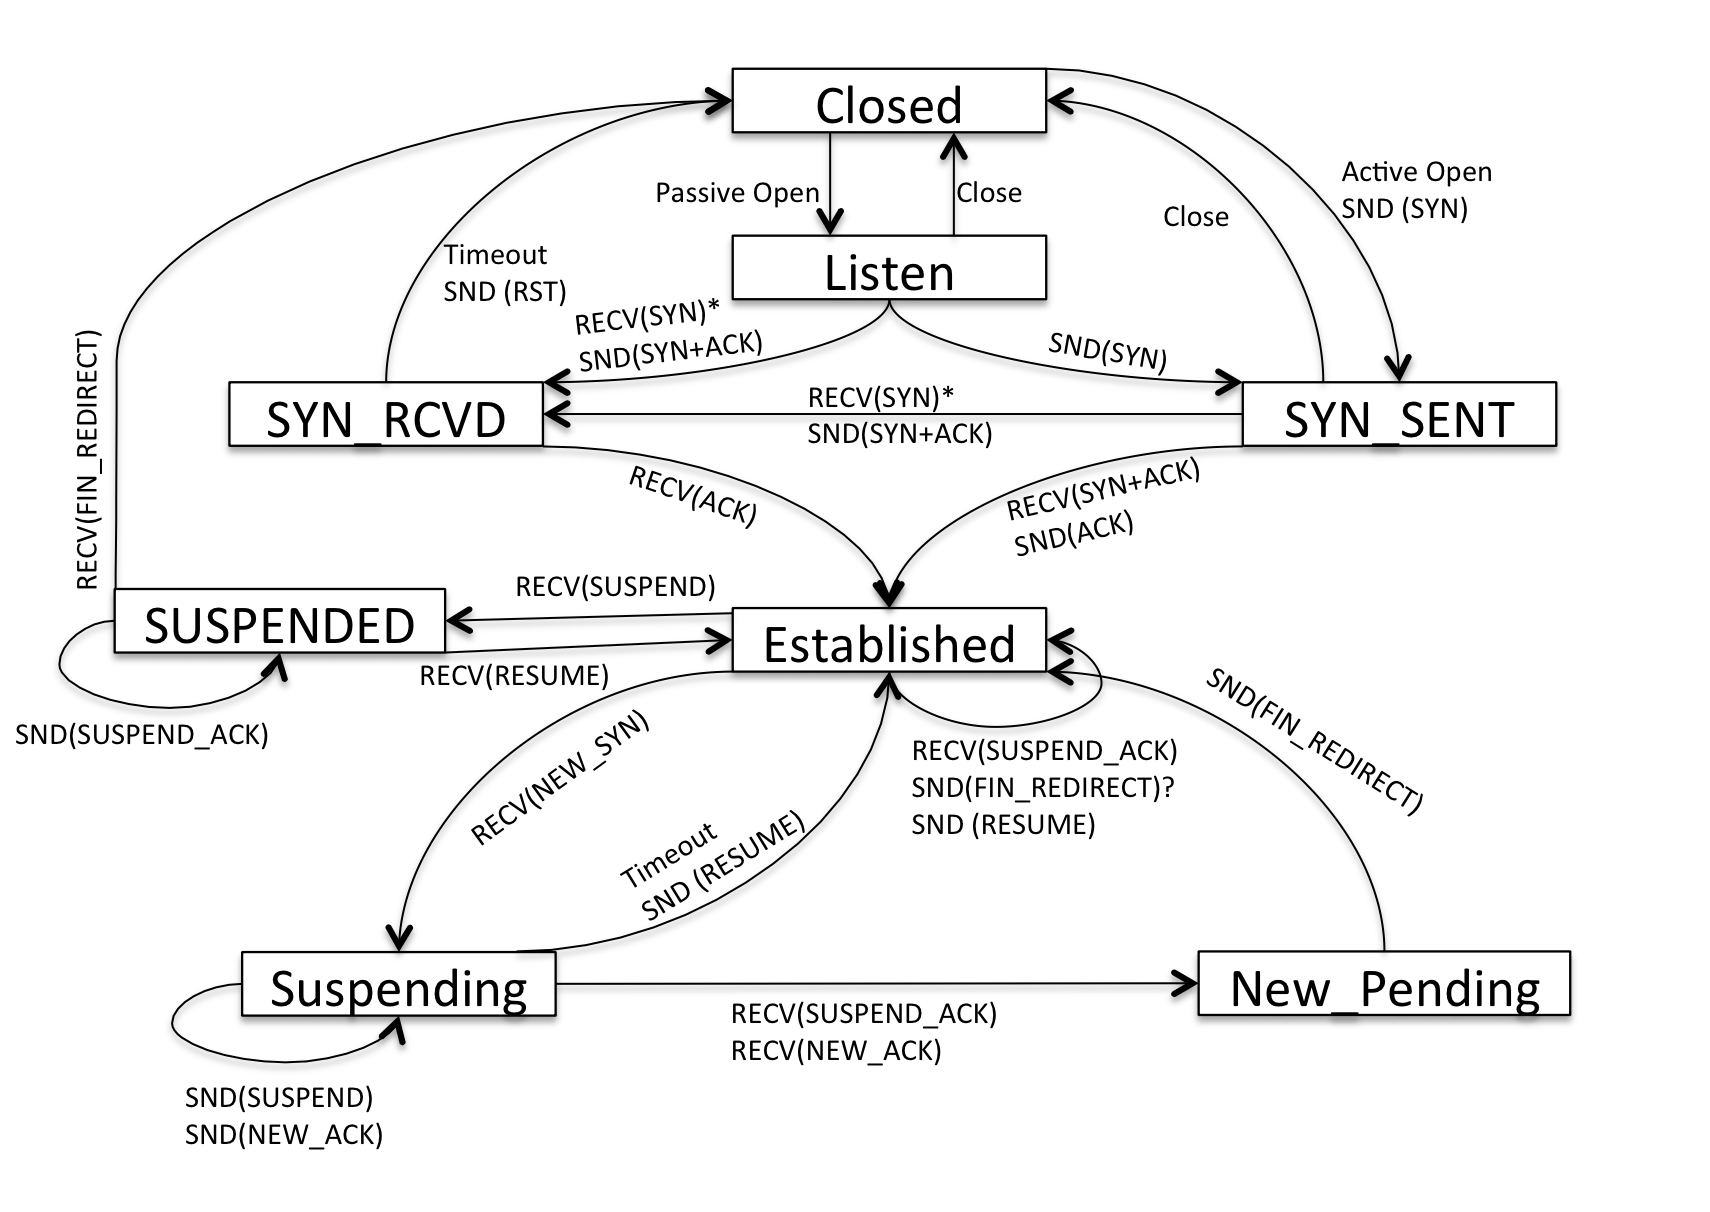 Closed
Active Open
SND (SYN)
Passive Open
Close
Close
Timeout
SND (RST)
Listen
RECV(SYN)*
SND(SYN+ACK)
SND(SYN)
RECV(FIN_REDIRECT)
SYN_RCVD
RECV(SYN)*
SND(SYN+ACK)
SYN_SENT
RECV(ACK)
RECV(SYN+ACK)
SND(ACK)
RECV(SUSPEND)
SUSPENDED
Established
RECV(RESUME)
SND(SUSPEND_ACK)
RECV(NEW_SYN)
RECV(SUSPEND_ACK)
SND(FIN_REDIRECT)?
SND (RESUME)
SND(FIN_REDIRECT)
Timeout
SND (RESUME)
Suspending
New_Pending
RECV(SUSPEND_ACK)
RECV(NEW_ACK)
SND(SUSPEND)
SND(NEW_ACK)